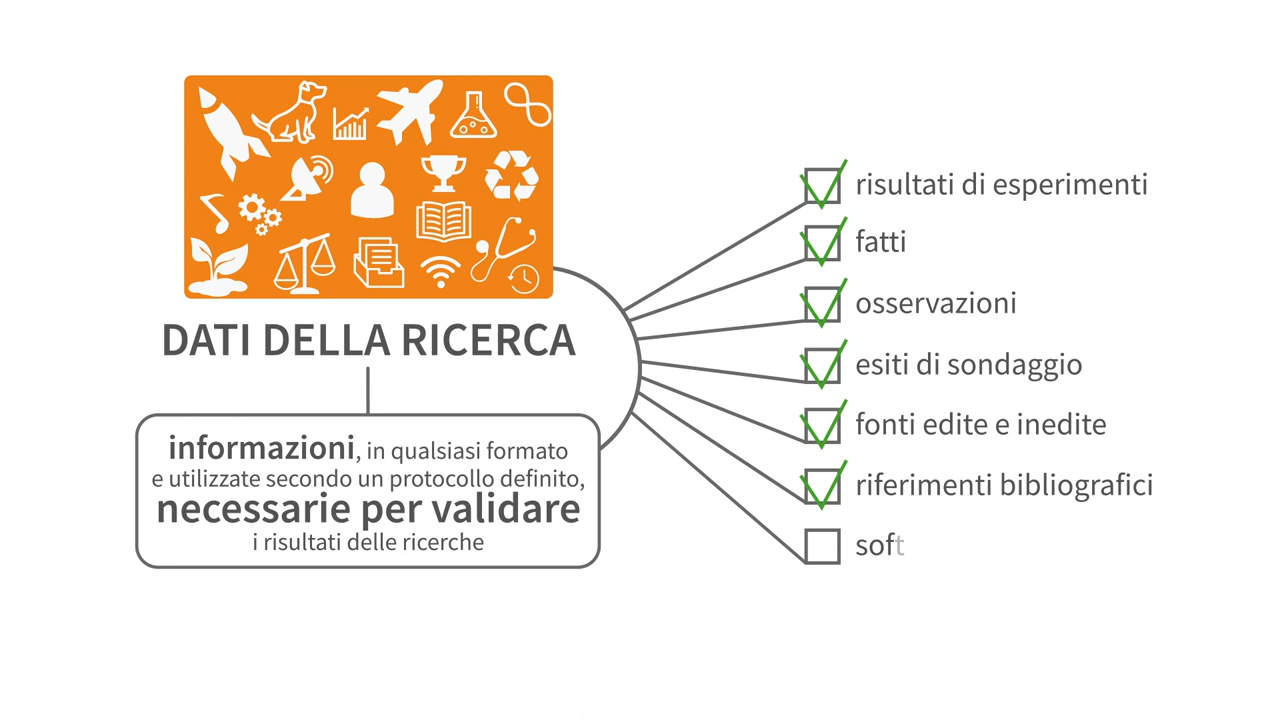 DATI DELLA RICERCA
informazioni, in qualsiasi formato
e utilizzate secondo un protocollo definito,
necessarie per validare
i risultati delle ricerche
risultati di esperimenti
fatti
osservazioni
esiti di sondaggio
fonti edite e inedite
riferimenti bibliografici
soft